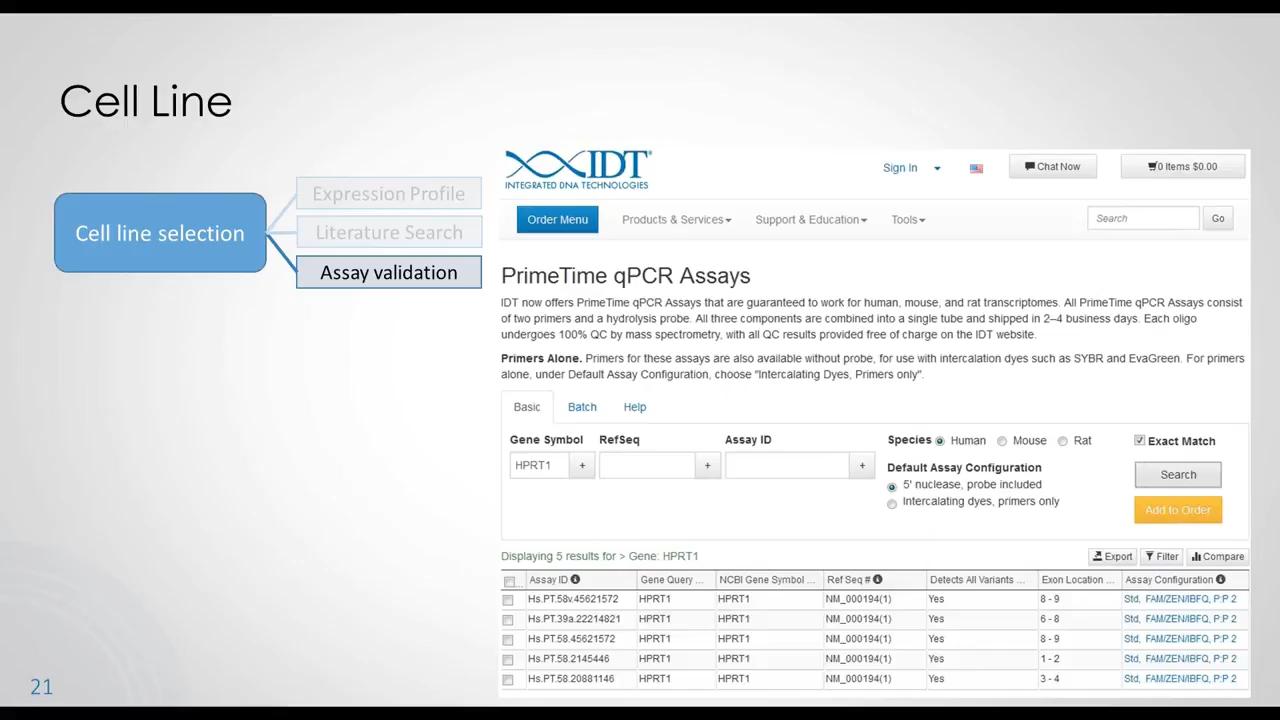 Cell Line
Cell line selection
Expression Profile
Literature Search
Assay validation
IDT
INTEGRATED DNA TECHNOLOGIES
Sign In
Chat Now
0 Items $0.00
Order Menu
Products & Services
Support & Education
Tools
Search
Go
PrimeTime qPCR Assays
IDT now offers PrimeTime qPCR Assays that are guaranteed to work for human, mouse, and rat transcriptomes. All PrimeTime qPCR Assays consist
of two primers and a hydrolysis probe. All three components are combined into a single tube and shipped in 2–4 business days. Each oligo
undergoes 100% QC by mass spectrometry, with all QC results provided free of charge on the IDT website.
Primers Alone. Primers for these assays are also available without probe, for use with intercalation dyes such as SYBR and EvaGreen. For primers
alone, under Default Assay Configuration, choose "Intercalating Dyes, Primers only".
Basic Batch Help
Gene Symbol RefSeq Assay ID
HPRT1 + + +
Species Human Mouse Rat
Default Assay Configuration
5' nuclease, probe included
Intercalating dyes, primers only
Exact Match
Search
Add to Order
Displaying 5 results for > Gene: HPRT1
Export Filter Compare
Assay ID Gene Query ... NCBI Gene Symbol ... Ref Seq # Detects All Variants ... Exon Location ... Assay Configuration
Hs.PT.58v.45621572 HPRT1 HPRT1 NM_000194(1) Yes 8 - 9 Std, FAM/ZEN/IBFQ, P:P 2
Hs.PT.39a.22214821 HPRT1 HPRT1 NM_000194(1) Yes 6 - 8 Std, FAM/ZEN/IBFQ, P:P 2
Hs.PT.58.45621572 HPRT1 HPRT1 NM_000194(1) Yes 8 - 9 Std, FAM/ZEN/IBFQ, P:P 2
Hs.PT.58.2145446 HPRT1 HPRT1 NM_000194(1) Yes 1 - 2 Std, FAM/ZEN/IBFQ, P:P 2
Hs.PT.58.20881146 HPRT1 HPRT1 NM_000194(1) Yes 3 - 4 Std, FAM/ZEN/IBFQ, P:P 2
21